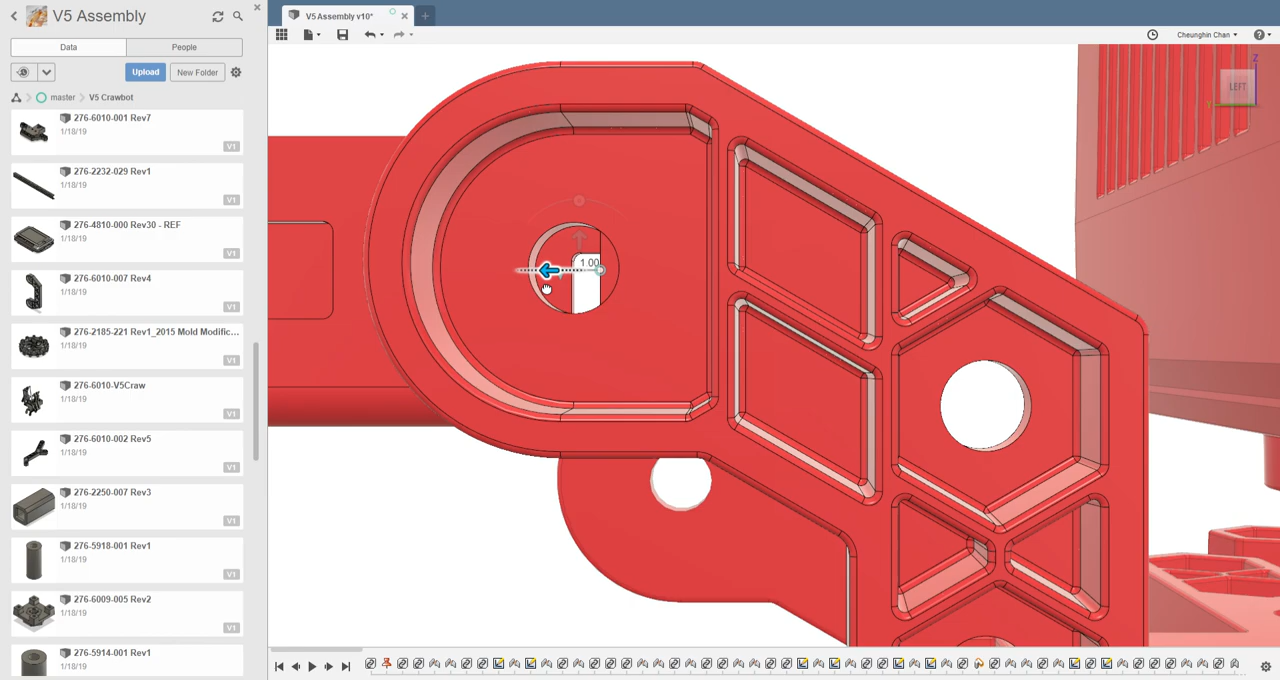 V5 Assembly
Data
People
Upload
New Folder
master
V5 Crawbot
276-6010-001 Rev7
1/18/19
V1
276-2232-029 Rev1
1/18/19
V1
276-4810-000 Rev30 - REF
1/18/19
V1
276-6010-007 Rev4
1/18/19
V1
276-2185-221 Rev1_2015 Mold Modific...
1/18/19
V1
276-6010-V5Craw
1/18/19
V1
276-6010-002 Rev5
1/18/19
V1
276-2250-007 Rev3
1/18/19
V1
276-5918-001 Rev1
1/18/19
V1
276-6009-005 Rev2
1/18/19
V1
276-5914-001 Rev1
1/18/19
V5 Assembly v10*
Cheunghin Chan
Z
LEFT
Y
1.00